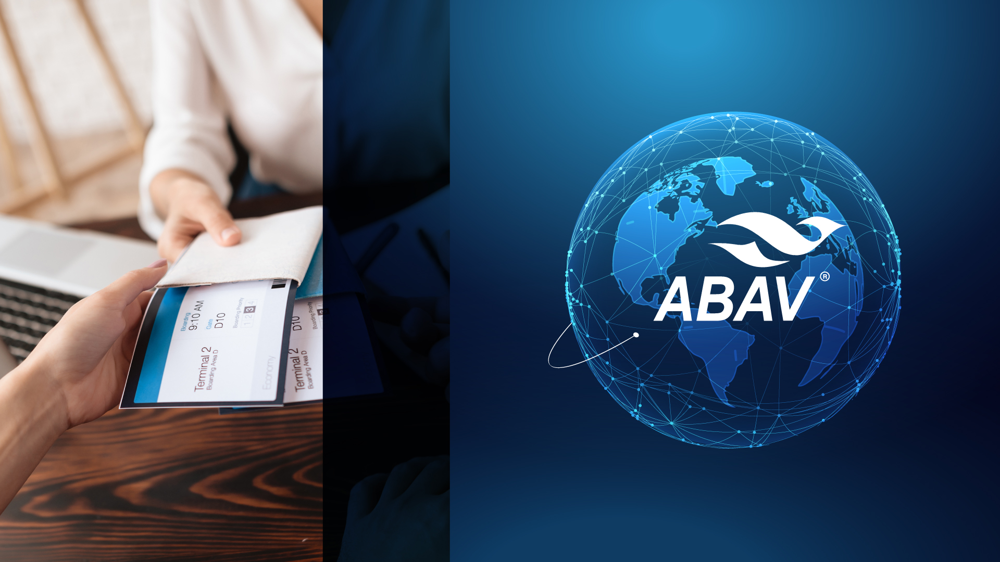 Boarding
9:10 AM
Gate
D10
Boarding Priority
1 2 3 4
Terminal 2
Boarding Area D
Economy
D10
Boarding Priority
Terminal 2
Boarding Area D
ABAV®